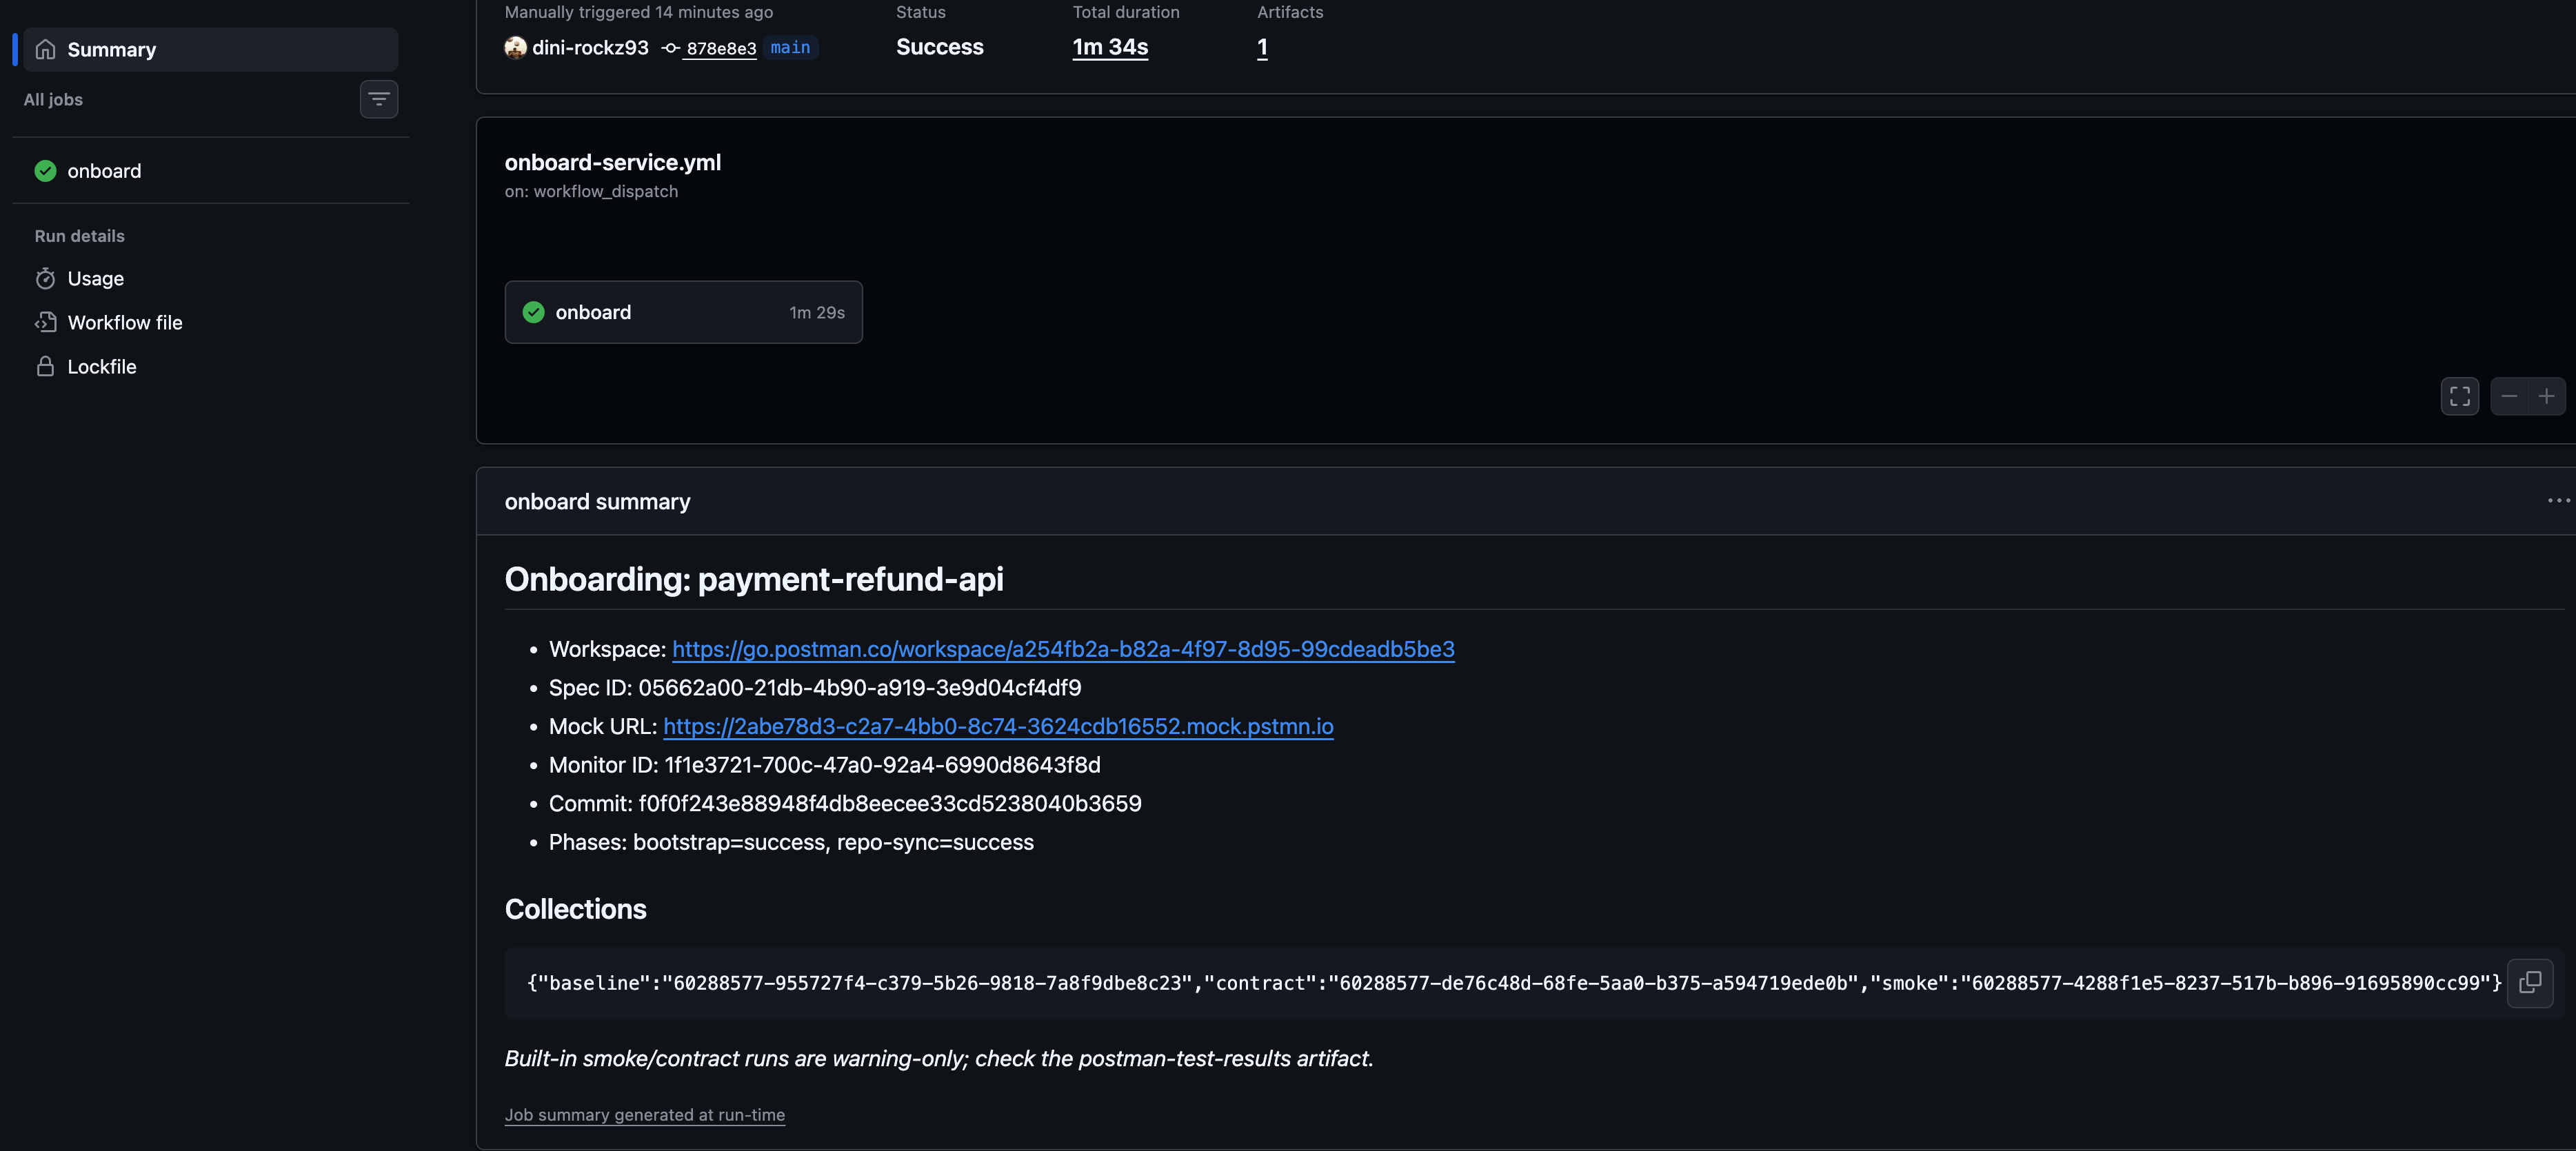 Summary
All jobs
onboard
Run details
Usage
Workflow file
Lockfile
Manually triggered 14 minutes ago
dini-rockz93 878e8e3 main
Status
Success
Total duration
1m 34s
Artifacts
1
onboard-service.yml
on: workflow_dispatch
onboard 1m 29s
onboard summary
Onboarding: payment-refund-api
• Workspace: https://go.postman.co/workspace/a254fb2a-b82a-4f97-8d95-99cdeadb5be3
• Spec ID: 05662a00-21db-4b90-a919-3e9d04cf4df9
• Mock URL: https://2abe78d3-c2a7-4bb0-8c74-3624cdb16552.mock.pstmn.io
• Monitor ID: 1f1e3721-700c-47a0-92a4-6990d8643f8d
• Commit: f0f0f243e88948f4db8eecee33cd5238040b3659
• Phases: bootstrap=success, repo-sync=success
Collections
{"baseline":"60288577-955727f4-c379-5b26-9818-7a8f9dbe8c23","contract":"60288577-de76c48d-68fe-5aa0-b375-a594719ede0b","smoke":"60288577-4288f1e5-8237-517b-b896-91695890cc99"}
Built-in smoke/contract runs are warning-only; check the postman-test-results artifact.
Job summary generated at run-time